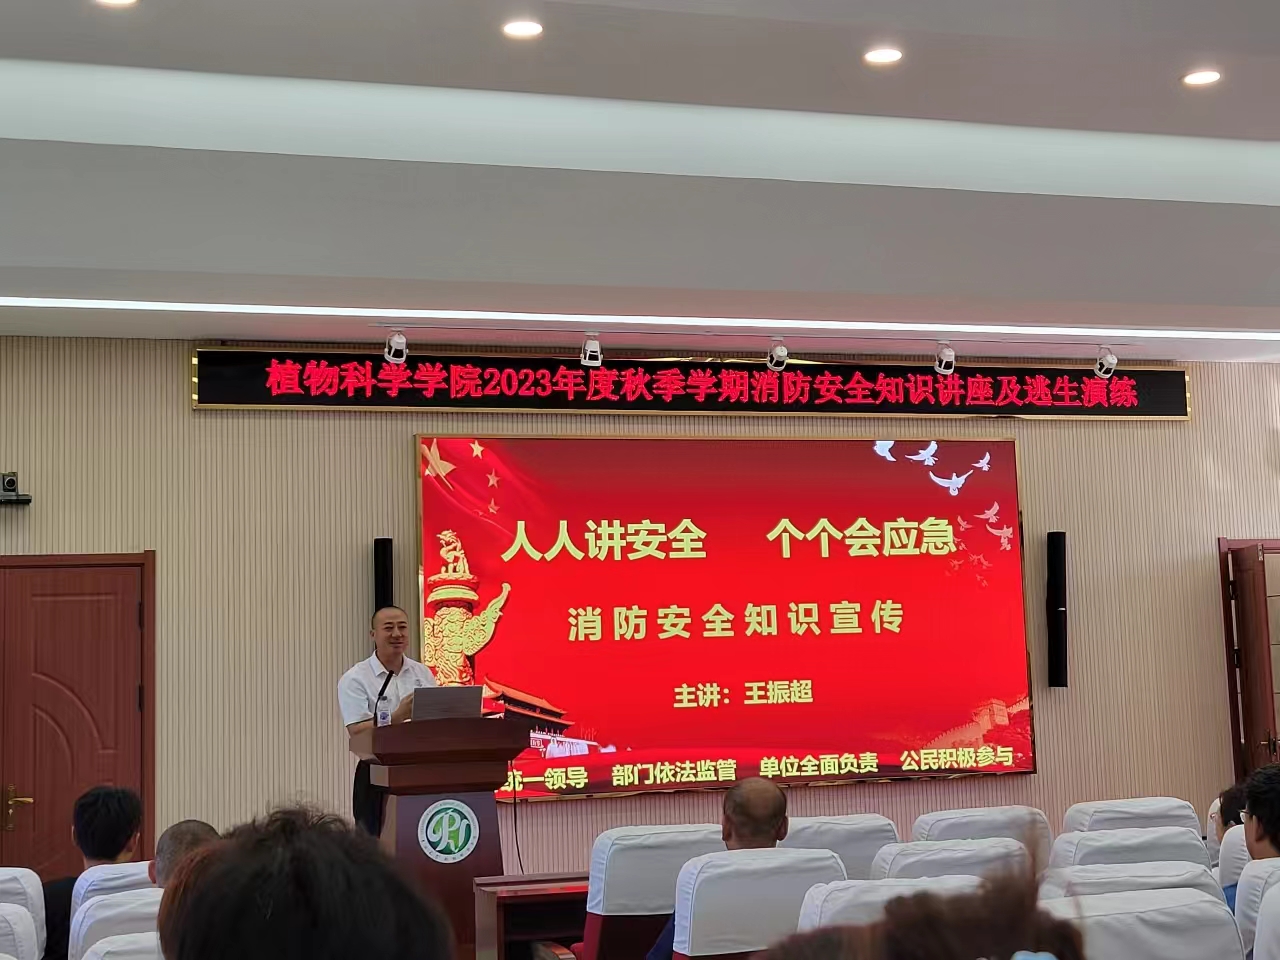 植物科学学院2023年度秋季学期消防安全知识讲座及逃生演练
人人讲安全 个个会应急
消防安全知识宣传
主讲：王振超
统一领导 部门依法监管 单位全面负责 公民积极参与